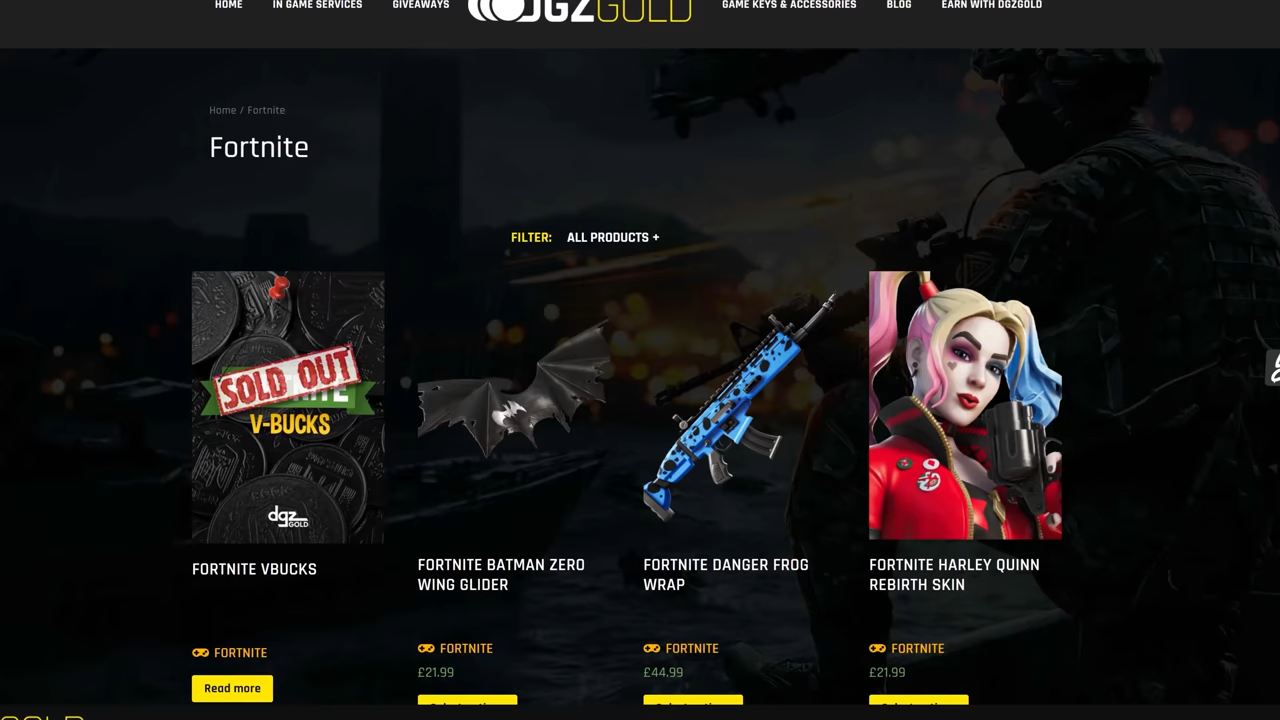 HOME
IN GAME SERVICES
GIVEAWAYS
DGZGOLD
GAME KEYS & ACCESSORIES
BLOG
EARN WITH DGZGOLD
Home / Fortnite
Fortnite
FILTER: ALL PRODUCTS +
SOLD OUT
V-BUCKS
dgz
GOLD
FORTNITE VBUCKS
FORTNITE
Read more
FORTNITE BATMAN ZERO
WING GLIDER
FORTNITE
£21.99
FORTNITE DANGER FROG
WRAP
FORTNITE
£44.99
FORTNITE HARLEY QUINN
REBIRTH SKIN
FORTNITE
£21.99